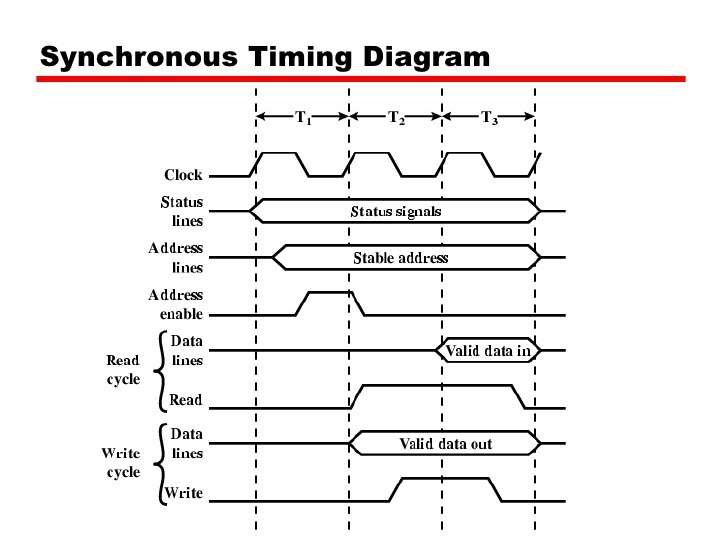 Synchronous Timing Diagram
T1 T2 T3
Clock
Status
lines
Status signals
Address
lines
Stable address
Address
enable
Read
cycle
Data
lines
Valid data in
Read
Write
cycle
Data
lines
Valid data out
Write